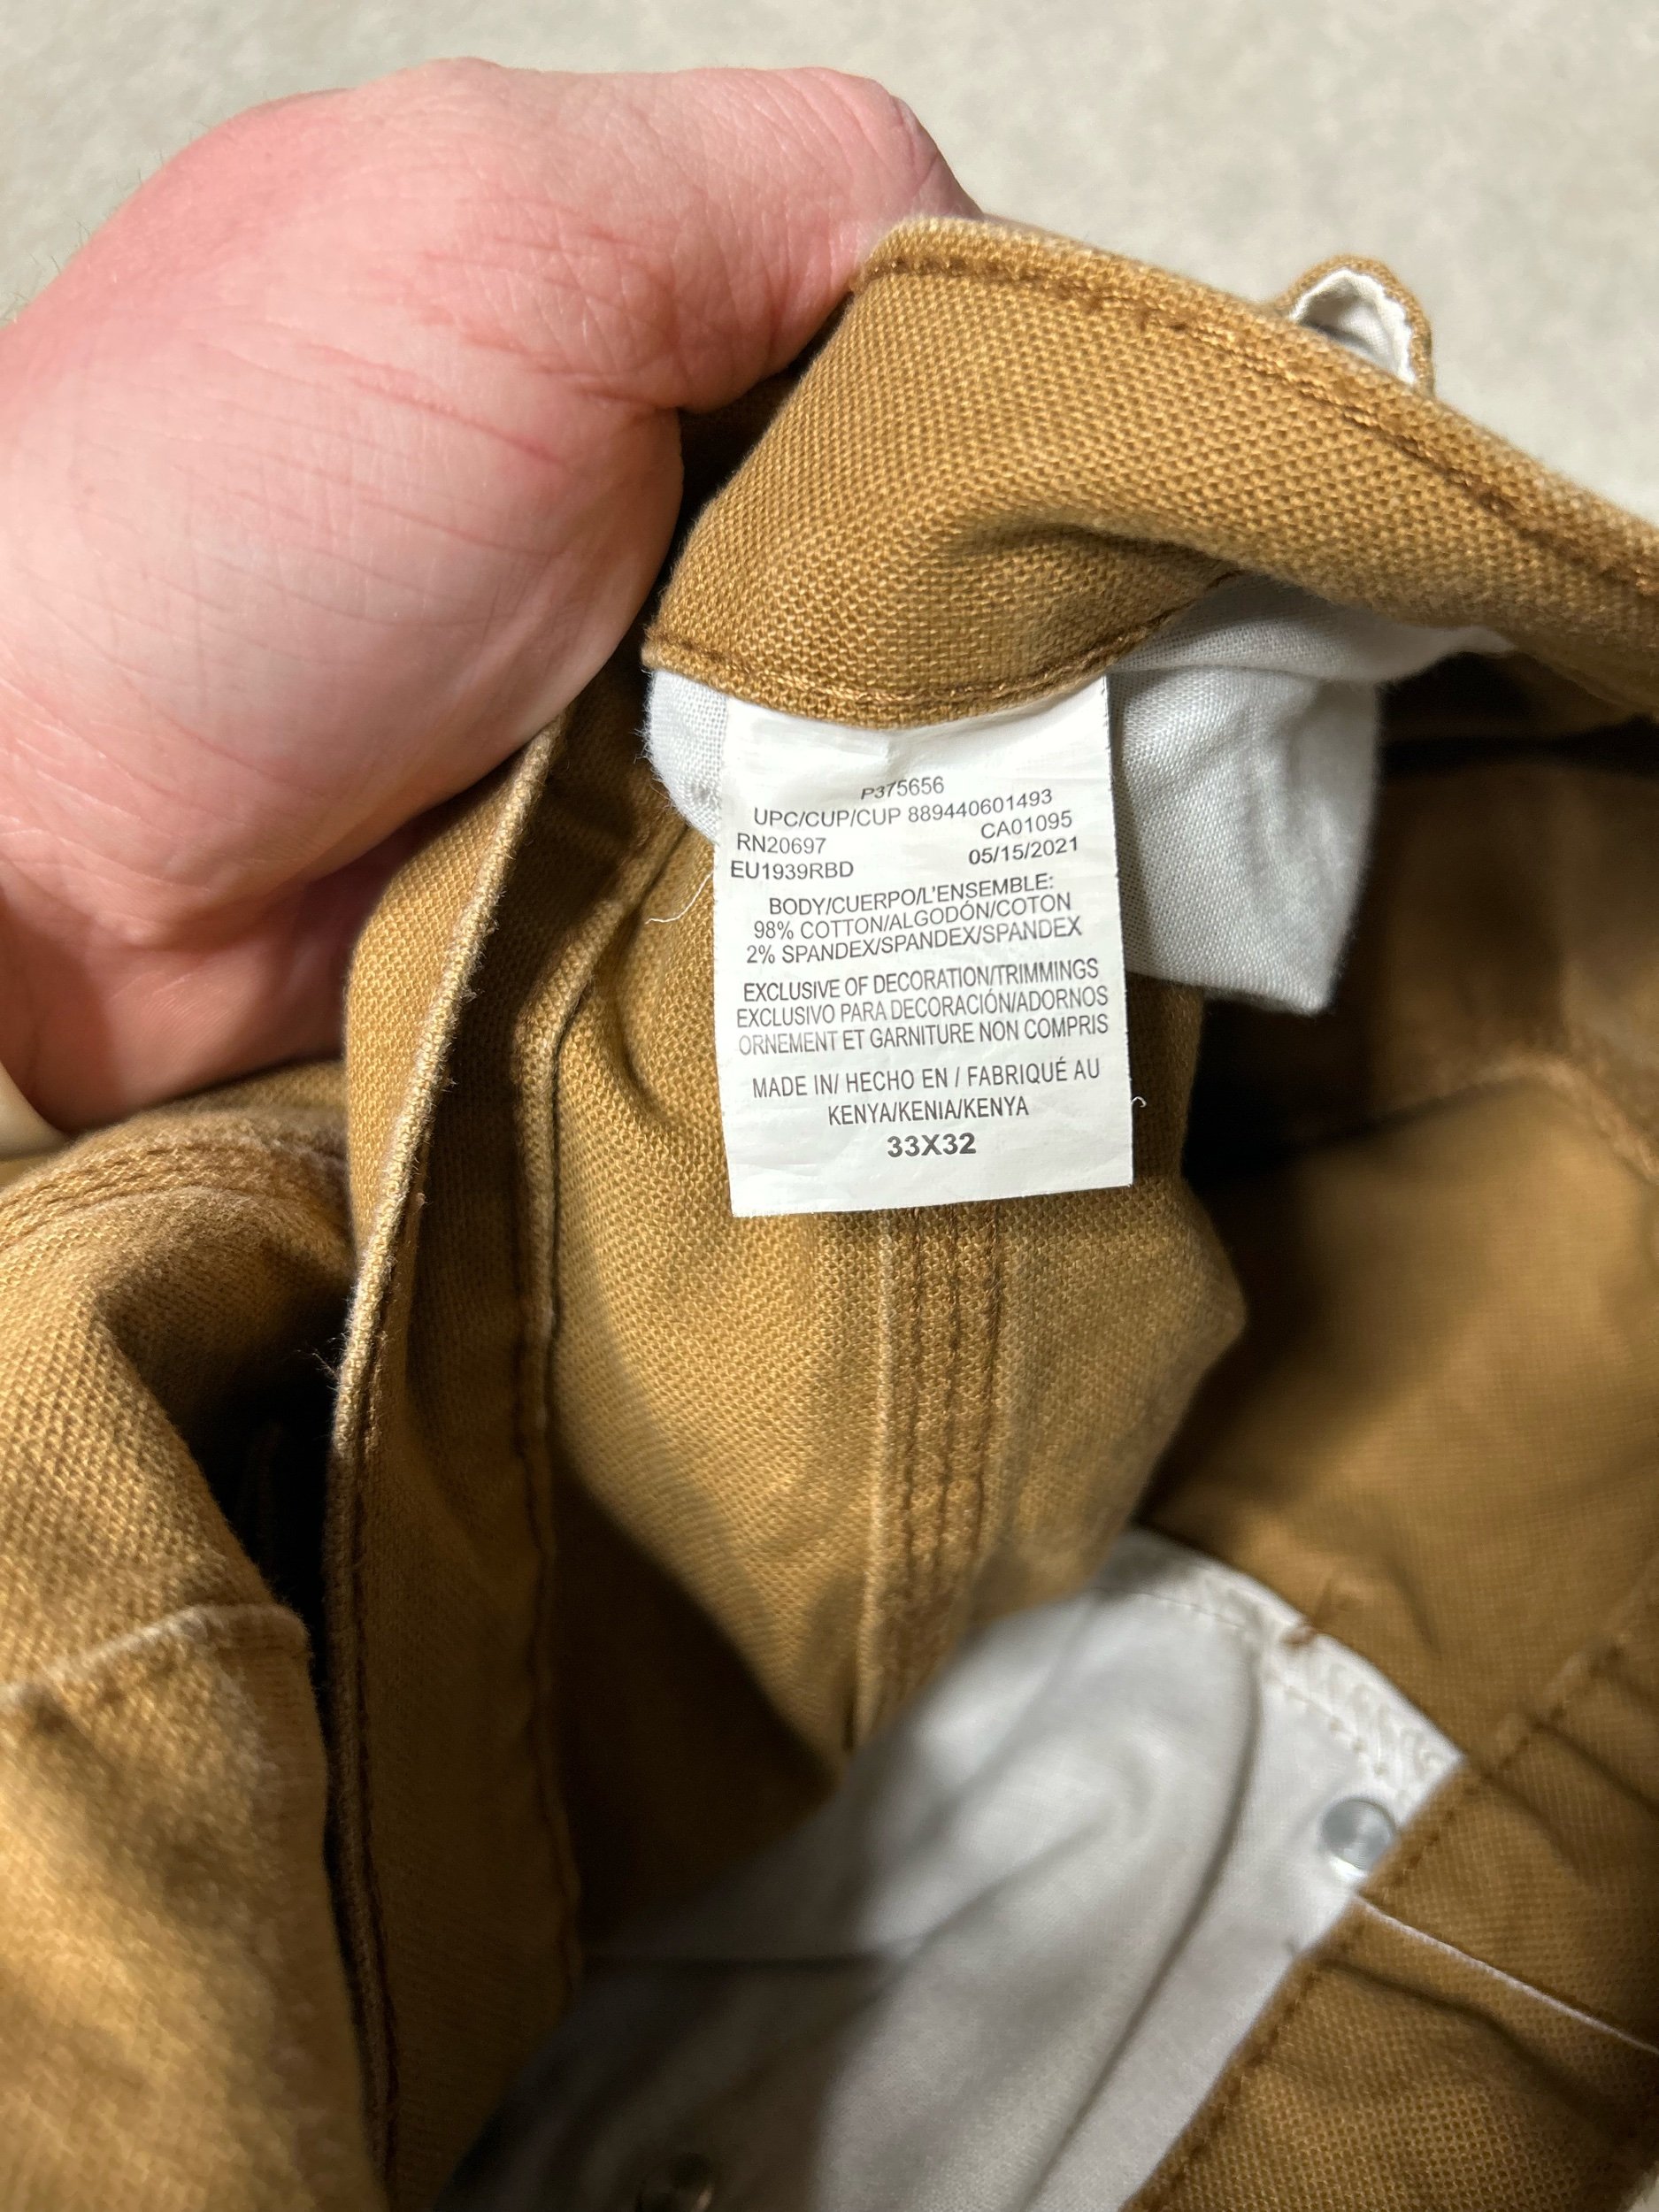 P375656
UPC/CUP/CUP 889440601493
RN20697 CA01095
EU1939RBD 05/15/2021
BODY/CUERPO/L'ENSEMBLE:
98% COTTON/ALGODÓN/COTON
2% SPANDEX/SPANDEX/SPANDEX
EXCLUSIVE OF DECORATION/TRIMMINGS
EXCLUSIVO PARA DECORACIÓN/ADORNOS
ORNEMENT ET GARNITURE NON COMPRIS
MADE IN/ HECHO EN / FABRIQUÉ AU
KENYA/KENIA/KENYA
33X32